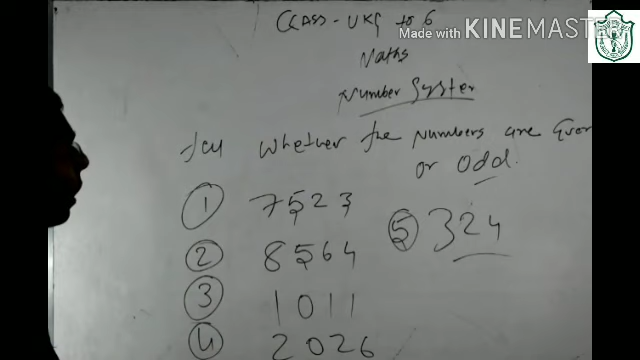 Class - UKG to 6
Made with KINEMASTER
Maths
Number System
Tell Whether the Numbers are Even
or Odd.
① 7523
② 8564
③ 1011
④ 2026
⑤ 324